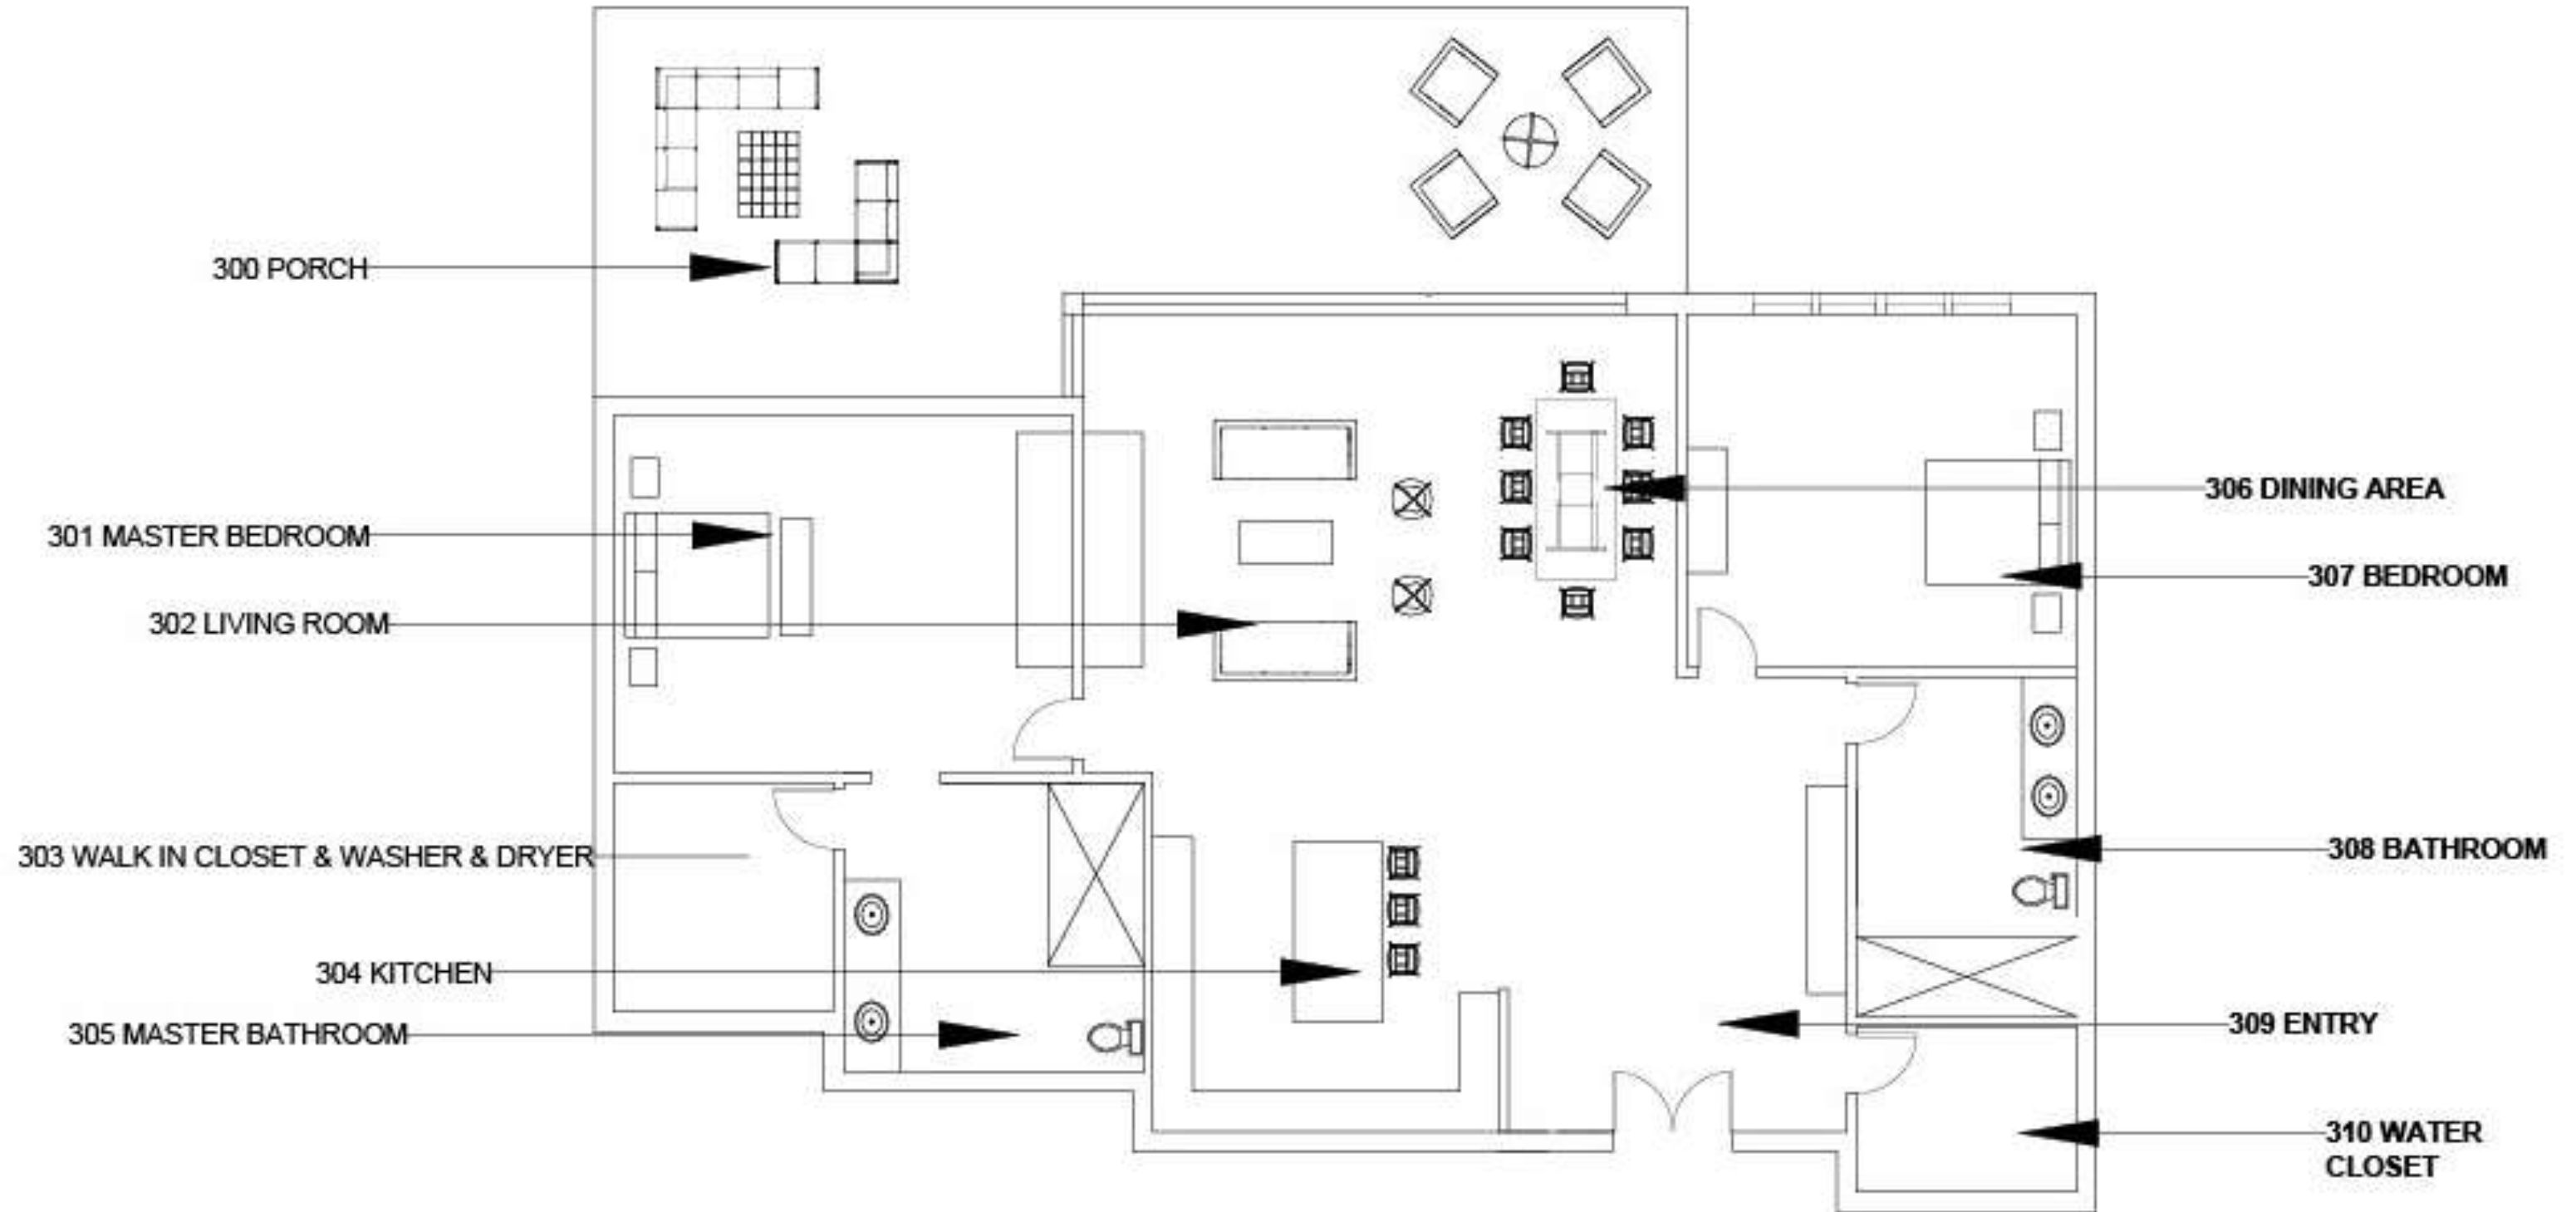 300 PORCH
301 MASTER BEDROOM
302 LIVING ROOM
303 WALK IN CLOSET & WASHER & DRYER
304 KITCHEN
305 MASTER BATHROOM
306 DINING AREA
307 BEDROOM
308 BATHROOM
309 ENTRY
310 WATER
CLOSET